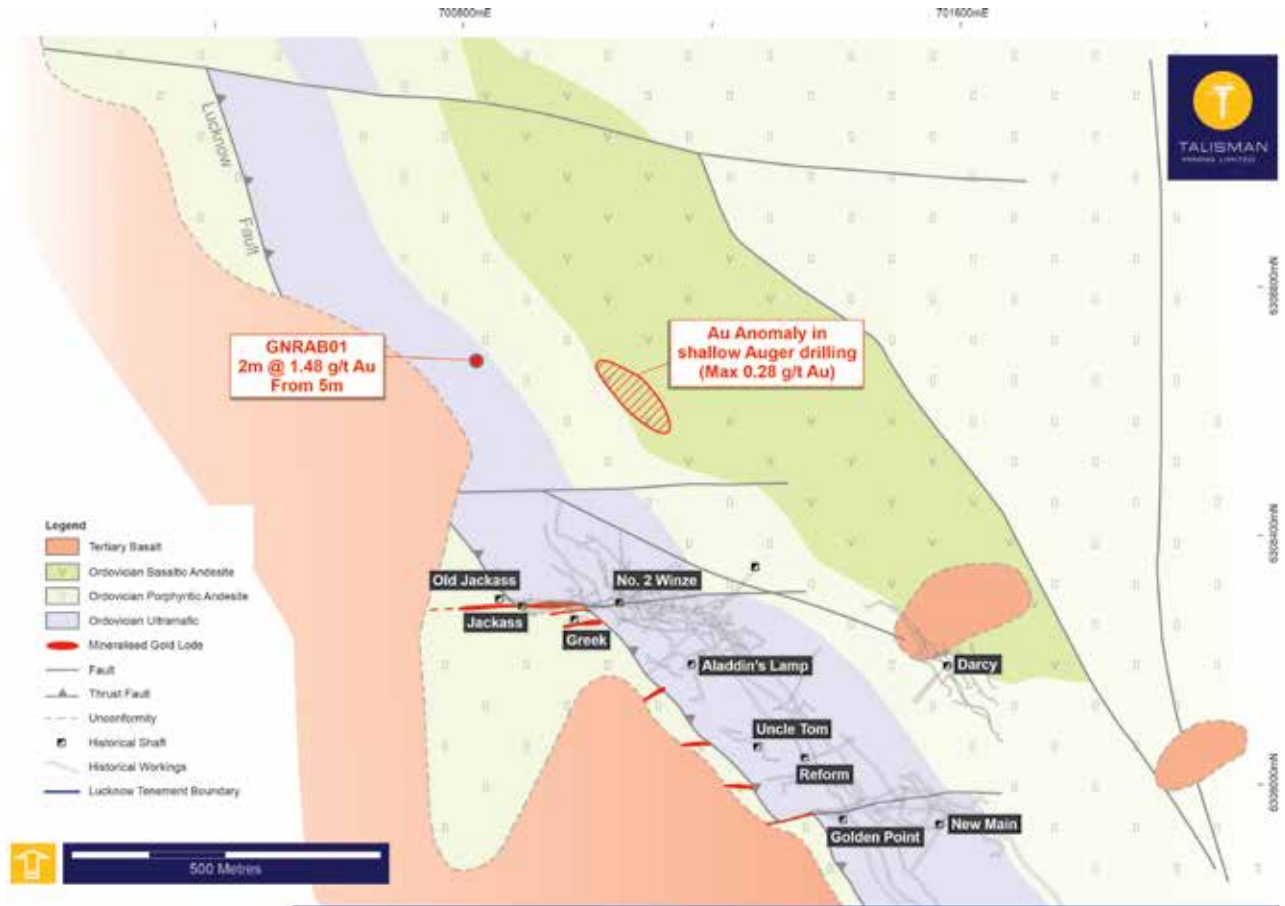 700800mE
701600mE
TALISMAN
MINING LIMITED
Lucknow
Fault
6308800mN
GNRAB01
2m @ 1.48 g/t Au
From 5m
Au Anomaly in
shallow Auger drilling
(Max 0.28 g/t Au)
6308400mN
Legend
Tertiary Basalt
Ordovician Basaltic Andesite
Ordovician Porphyritic Andesite
Ordovician Ultramafic
Mineralised Gold Lode
Fault
Thrust Fault
Unconformity
Historical Shaft
Historical Workings
Lucknow Tenement Boundary
Old Jackass
No. 2 Winze
Jackass
Greek
Aladdin's Lamp
Darcy
Uncle Tom
Reform
6308000mN
Golden Point
New Main
500 Metres